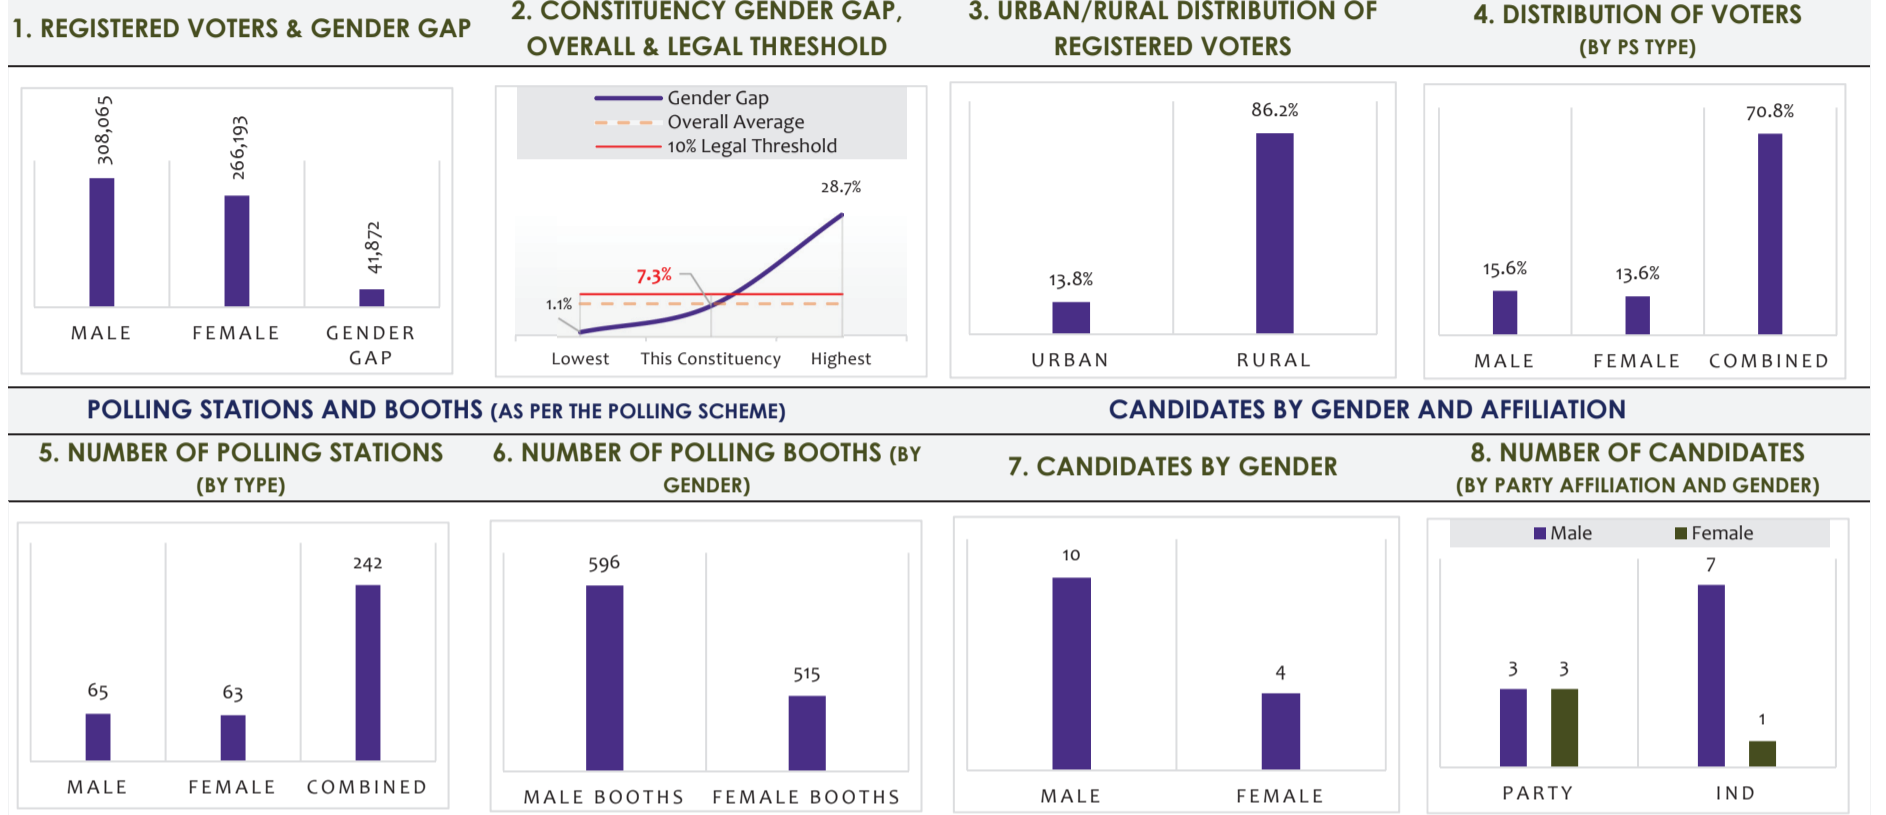 1. REGISTERED VOTERS & GENDER GAP
2. CONSTITUENCY GENDER GAP,
OVERALL & LEGAL THRESHOLD
3. URBAN/RURAL DISTRIBUTION OF
REGISTERED VOTERS
4. DISTRIBUTION OF VOTERS
(BY PS TYPE)
308,065
266,193
41,872
MALE
FEMALE
GENDER
GAP
Gender Gap
Overall Average
10% Legal Threshold
28.7%
7.3%
1.1%
Lowest
This Constituency
Highest
86.2%
13.8%
URBAN
RURAL
70.8%
15.6%
13.6%
MALE
FEMALE
COMBINED
POLLING STATIONS AND BOOTHS (AS PER THE POLLING SCHEME)
CANDIDATES BY GENDER AND AFFILIATION
5. NUMBER OF POLLING STATIONS
(BY TYPE)
6. NUMBER OF POLLING BOOTHS (BY
GENDER)
7. CANDIDATES BY GENDER
8. NUMBER OF CANDIDATES
(BY PARTY AFFILIATION AND GENDER)
242
65
63
MALE
FEMALE
COMBINED
596
515
MALE BOOTHS
FEMALE BOOTHS
10
4
MALE
FEMALE
Male
Female
7
3
3
1
PARTY
IND